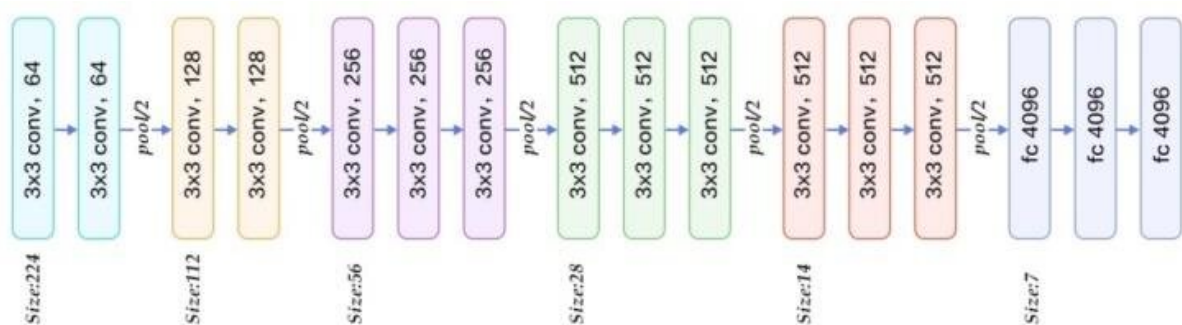 3x3 conv, 64
3x3 conv, 64
pool/2
3x3 conv, 128
3x3 conv, 128
pool/2
3x3 conv, 256
3x3 conv, 256
3x3 conv, 256
pool/2
3x3 conv, 512
3x3 conv, 512
3x3 conv, 512
pool/2
3x3 conv, 512
3x3 conv, 512
3x3 conv, 512
pool/2
fc 4096
fc 4096
fc 4096
Size:224
Size:112
Size:56
Size:28
Size:14
Size:7